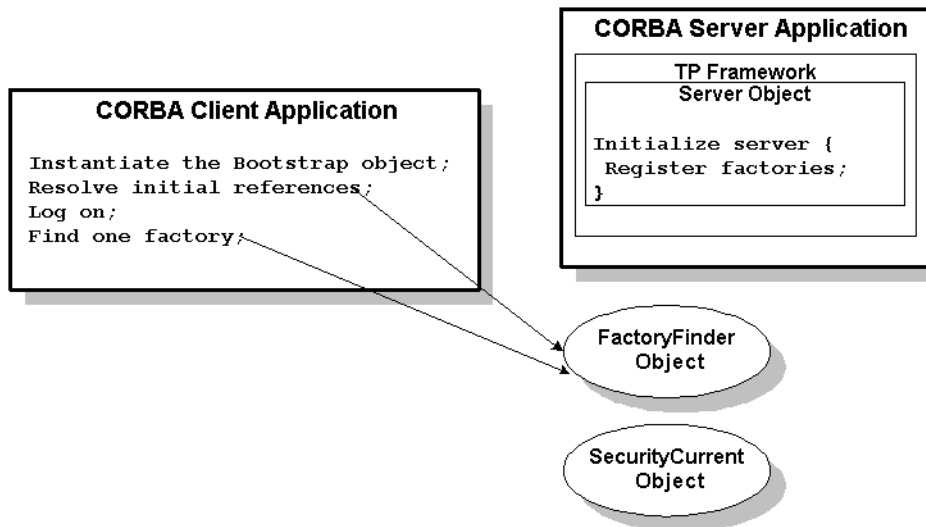 CORBA Client Application
Instantiate the Bootstrap object;
Resolve initial references;
Log on;
Find one factory;
CORBA Server Application
TP Framework
Server Object
Initialize server {
Register factories;
}
FactoryFinder
Object
SecurityCurrent
Object